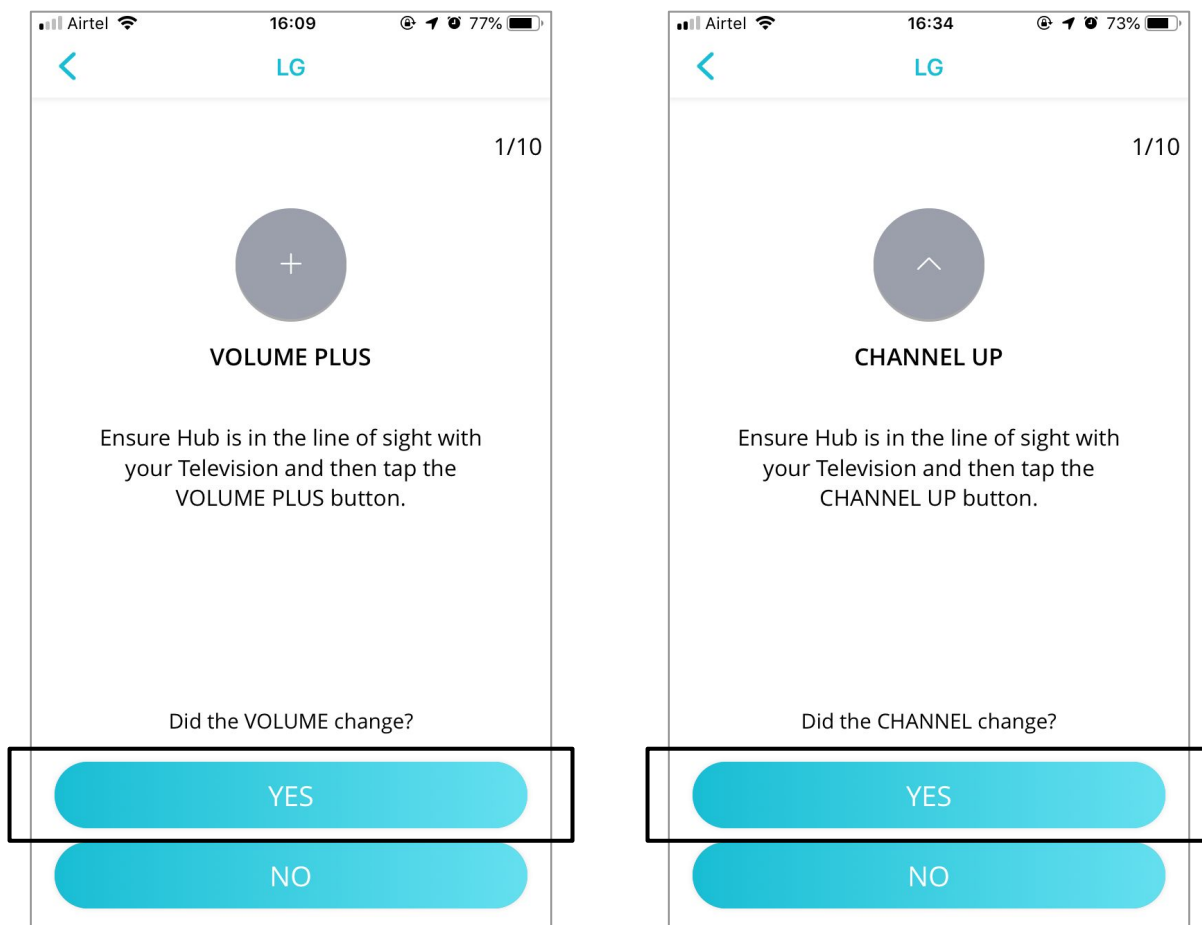 Airtel 16:09 77%
LG
1/10
+
VOLUME PLUS
Ensure Hub is in the line of sight with
your Television and then tap the
VOLUME PLUS button.
Did the VOLUME change?
YES
NO
Airtel 16:34 73%
LG
1/10
CHANNEL UP
Ensure Hub is in the line of sight with
your Television and then tap the
CHANNEL UP button.
Did the CHANNEL change?
YES
NO